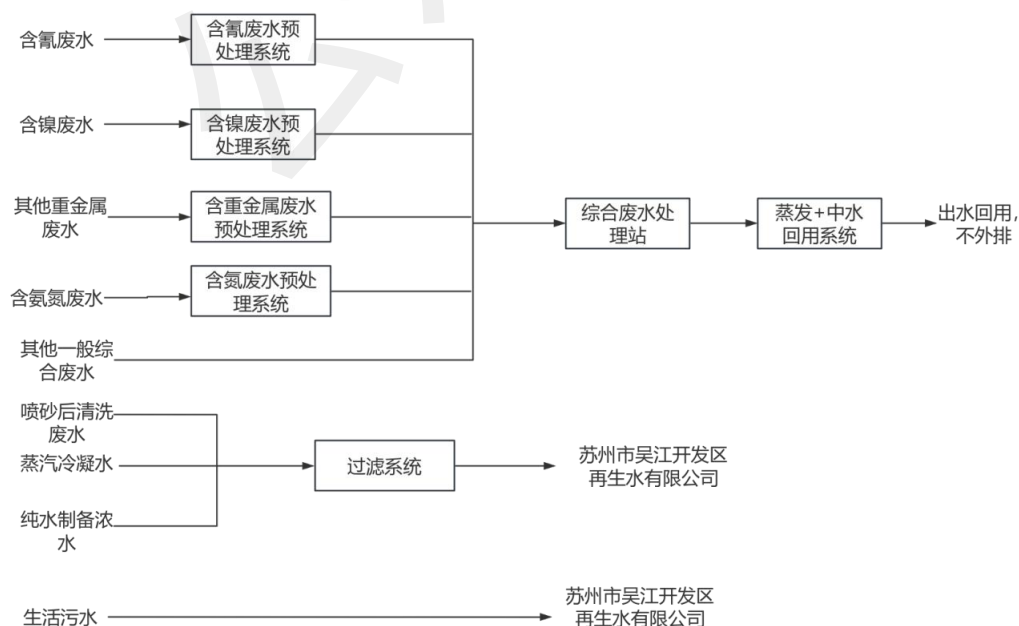 含氰废水
含氰废水预
处理系统
含镍废水
含镍废水预
处理系统
其他重金属
废水
含重金属废水
预处理系统
综合废水处
理站
蒸发+中水
回用系统
出水回用，
不外排
含氨氮废水
含氮废水预处
理系统
其他一般综
合废水
喷砂后清洗
废水
蒸汽冷凝水
过滤系统
苏州市吴江开发区
再生水有限公司
纯水制备浓
水
生活污水
苏州市吴江开发区
再生水有限公司